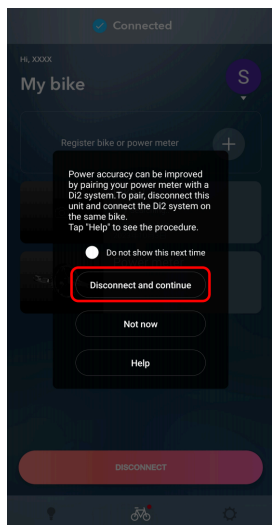 Connected
Hi, XXXX
My bike
S
Register bike or power meter
Power accuracy can be improved
by pairing your power meter with a
Di2 system.To pair, disconnect this
unit and connect the Di2 system on
the same bike.
Tap "Help" to see the procedure.
Do not show this next time
Disconnect and continue
Not now
Help
DISCONNECT